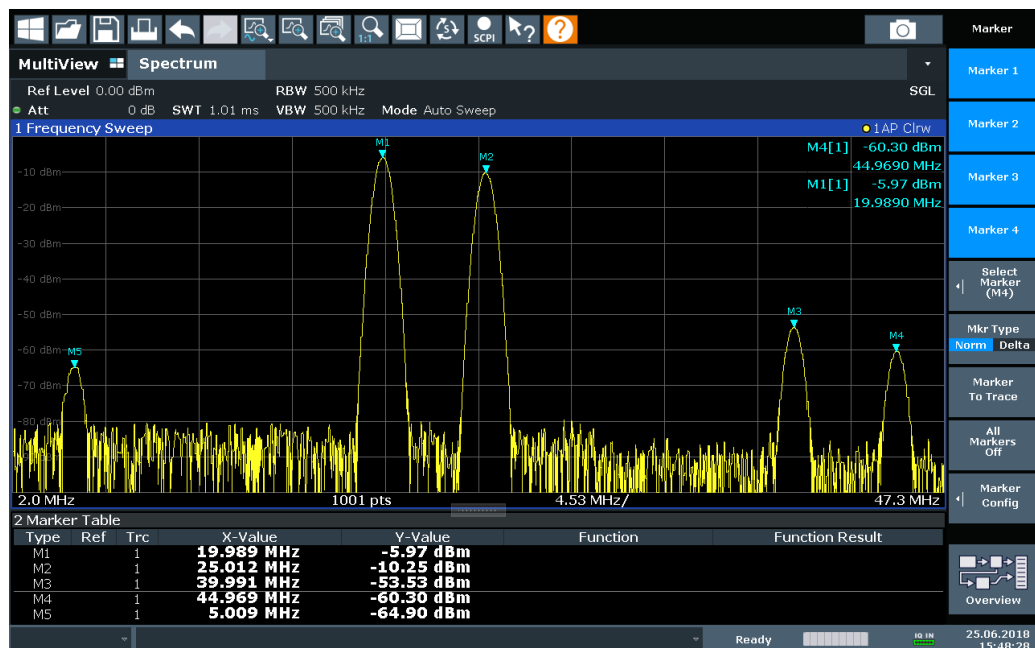 1:1
SCPI
Marker
MultiView Spectrum
Ref Level 0.00 dBm RBW 500 kHz SGL
Att 0 dB SWT 1.01 ms VBW 500 kHz Mode Auto Sweep
1 Frequency Sweep 1AP Clrw
M1
M2
M4[1] -60.30 dBm
44.9690 MHz
M1[1] -5.97 dBm
19.9890 MHz
-10 dBm
-20 dBm
-30 dBm
-40 dBm
-50 dBm
M3
M4
-60 dBm
M5
-70 dBm
-80 dBm
2.0 MHz 1001 pts 4.53 MHz/ 47.3 MHz
2 Marker Table
Type Ref Trc X-Value Y-Value Function Function Result
M1 1 19.989 MHz -5.97 dBm
M2 1 25.012 MHz -10.25 dBm
M3 1 39.991 MHz -53.53 dBm
M4 1 44.969 MHz -60.30 dBm
M5 1 5.009 MHz -64.90 dBm
Marker 1
Marker 2
Marker 3
Marker 4
Select
Marker
(M4)
Mkr Type
Norm Delta
Marker
To Trace
All
Markers
Off
Marker
Config
Overview
Ready
IQ IN
25.06.2018
15:48:28